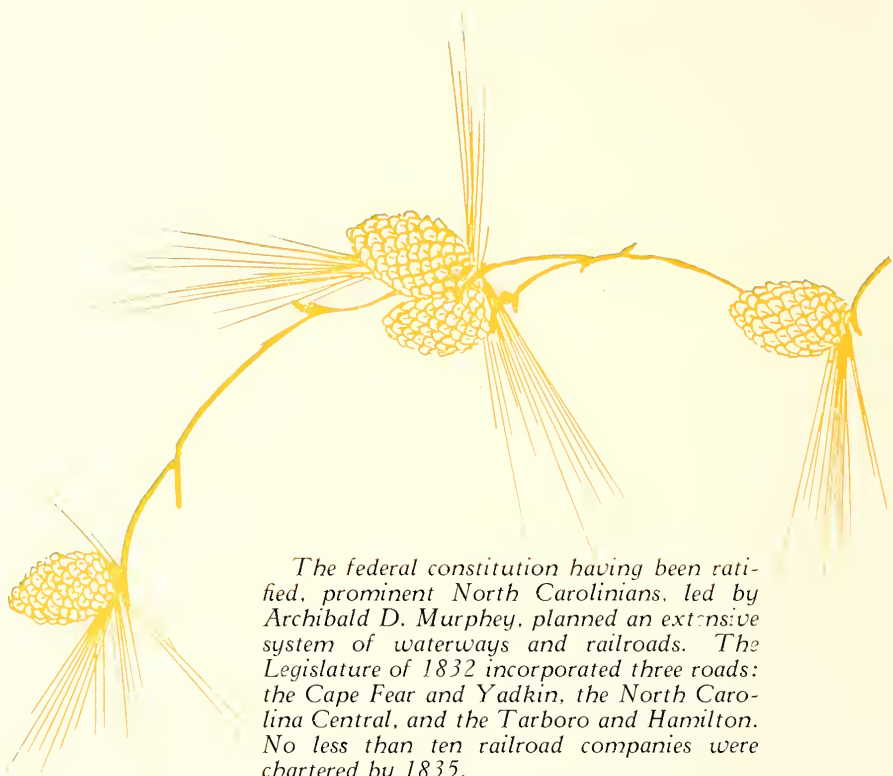 The federal constitution having been rati-
fied, prominent North Carolinians, led by
Archibald D. Murphey, planned an extensive
system of waterways and railroads. The
Legislature of 1832 incorporated three roads:
the Cape Fear and Yadkin, the North Caro-
lina Central, and the Tarboro and Hamilton.
No less than ten railroad companies were
chartered by 1835.